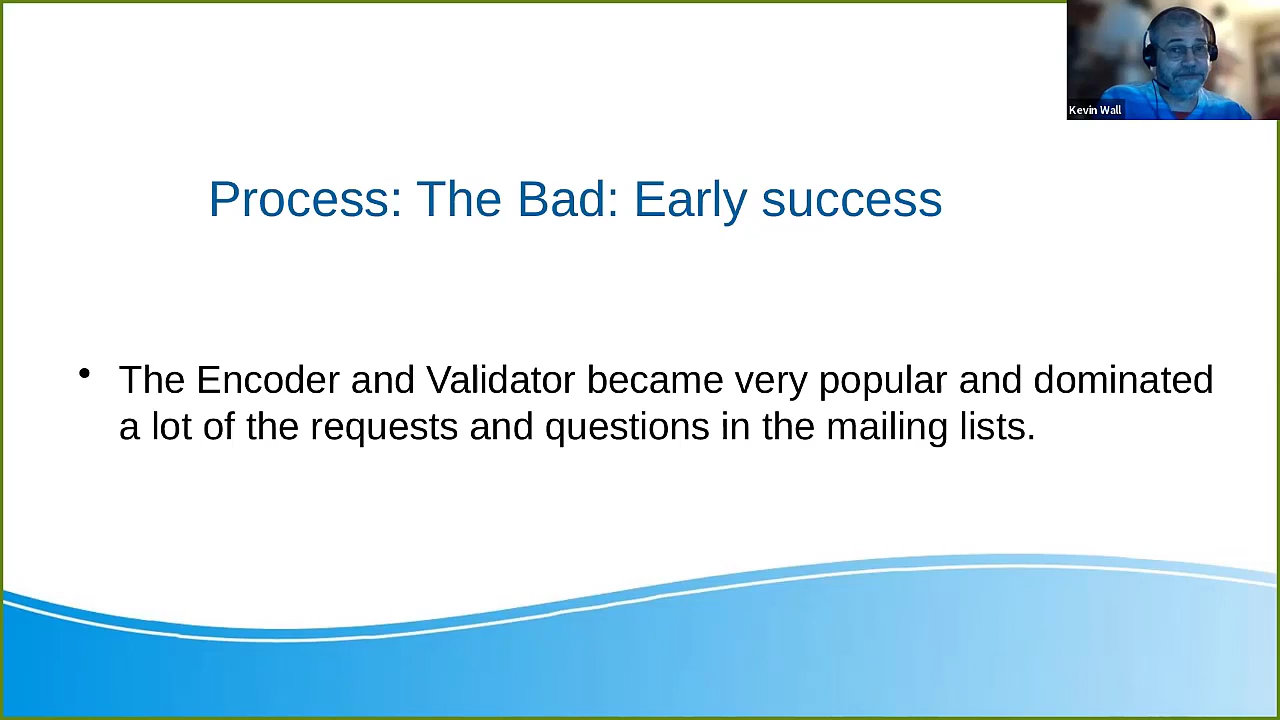 Kevin Wall
Process: The Bad: Early success
• The Encoder and Validator became very popular and dominated
a lot of the requests and questions in the mailing lists.